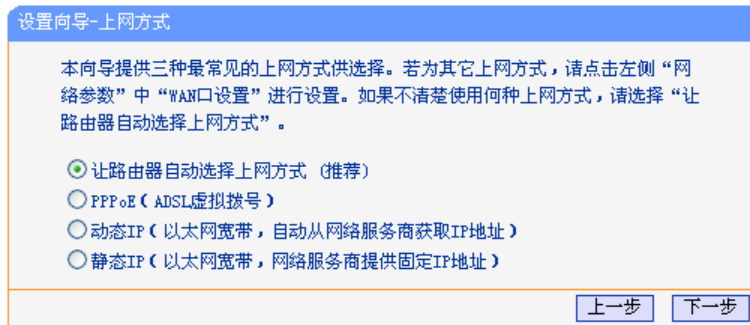 设置向导-上网方式
本向导提供三种最常见的上网方式供选择。若为其它上网方式，请点击左侧“网
络参数”中“WAN口设置”进行设置。如果不清楚使用何种上网方式，请选择“让
路由器自动选择上网方式”。
让路由器自动选择上网方式（推荐）
PPPoE（ADSL虚拟拨号）
动态IP（以太网宽带，自动从网络服务商获取IP地址）
静态IP（以太网宽带，网络服务商提供固定IP地址）
上一步 下一步